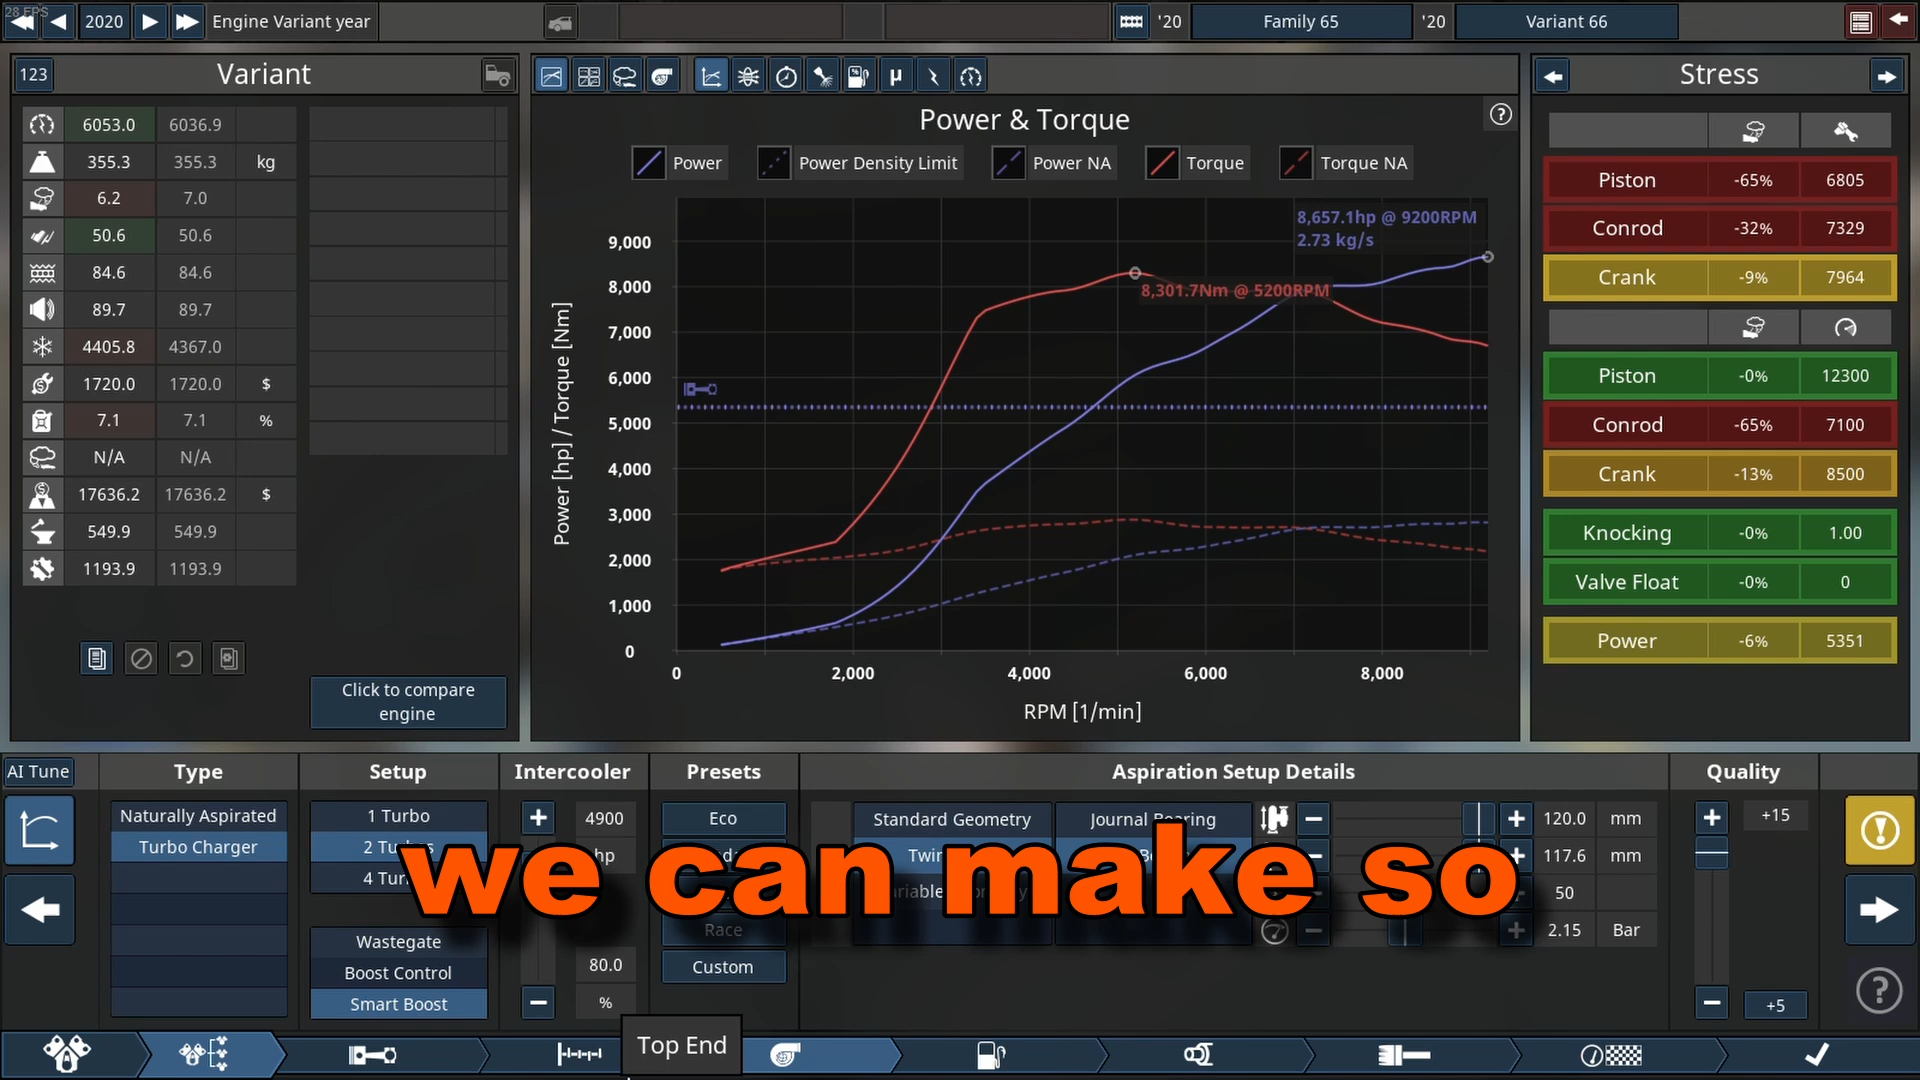 28 FPS
2020
Engine Variant year
'20
Family 65
'20
Variant 66
123
Variant
6053.0 6036.9
355.3 355.3 kg
6.2 7.0
50.6 50.6
84.6 84.6
89.7 89.7
4405.8 4367.0
1720.0 1720.0 $
7.1 7.1 %
N/A N/A
17636.2 17636.2 $
549.9 549.9
1193.9 1193.9
Click to compare
engine
µ
Power & Torque
?
Power
Power Density Limit
Power NA
Torque
Torque NA
8,657.1hp @ 9200RPM
2.73 kg/s
8,301.7Nm @ 5200RPM
Power [hp] / Torque [Nm]
9,000
8,000
7,000
6,000
5,000
4,000
3,000
2,000
1,000
0
0 2,000 4,000 6,000 8,000
RPM [1/min]
Stress
Piston -65% 6805
Conrod -32% 7329
Crank -9% 7964
Piston -0% 12300
Conrod -65% 7100
Crank -13% 8500
Knocking -0% 1.00
Valve Float -0% 0
Power -6% 5351
AI Tune
Type
Naturally Aspirated
Turbo Charger
Setup
1 Turbo
2 Turbos
4 Tur
Wastegate
Boost Control
Smart Boost
Intercooler
4900
hp
80.0
%
Presets
Eco
Race
Custom
Aspiration Setup Details
Standard Geometry
Twin
Journal Bearing
120.0 mm
117.6 mm
50
2.15 Bar
Quality
+15
+5
we can make so
Top End
?